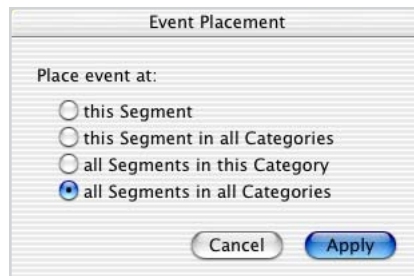 Event Placement
Place event at:
this Segment
this Segment in all Categories
all Segments in this Category
all Segments in all Categories
Cancel Apply